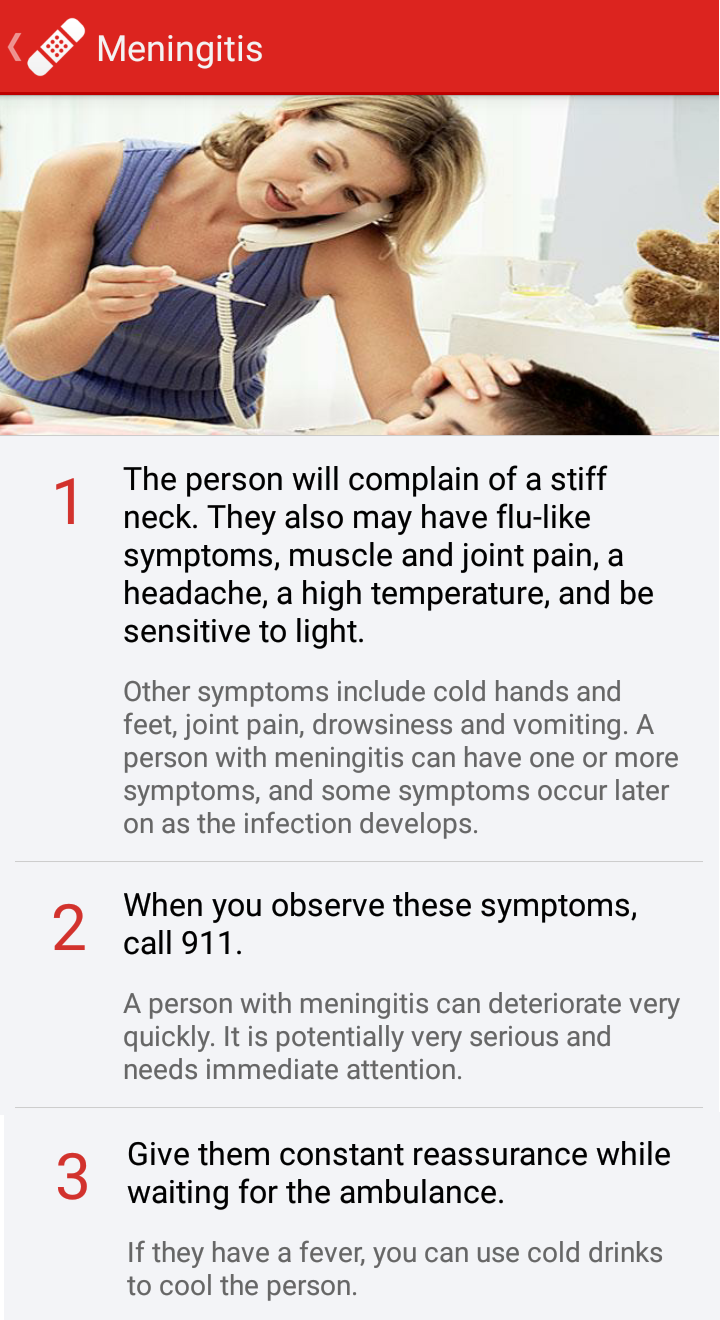 Meningitis
1
The person will complain of a stiff
neck. They also may have flu-like
symptoms, muscle and joint pain, a
headache, a high temperature, and be
sensitive to light.
Other symptoms include cold hands and
feet, joint pain, drowsiness and vomiting. A
person with meningitis can have one or more
symptoms, and some symptoms occur later
on as the infection develops.
2
When you observe these symptoms,
call 911.
A person with meningitis can deteriorate very
quickly. It is potentially very serious and
needs immediate attention.
3
Give them constant reassurance while
waiting for the ambulance.
If they have a fever, you can use cold drinks
to cool the person.